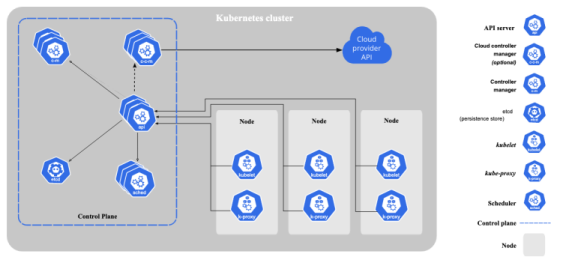 Kubernetes cluster
API server
api
Cloud controller
manager
(optional)
c-c-m
Controller
manager
c-m
etcd
(persistence store)
etcd
kubelet
kubelet
kube-proxy
Scheduler
sched
Control plane
Node
c-m
c-c-m
Cloud
provider
API
api
Node
Node
Node
etcd
sched
kubelet
kubelet
kubelet
k-proxy
k-proxy
k-proxy
Control Plane